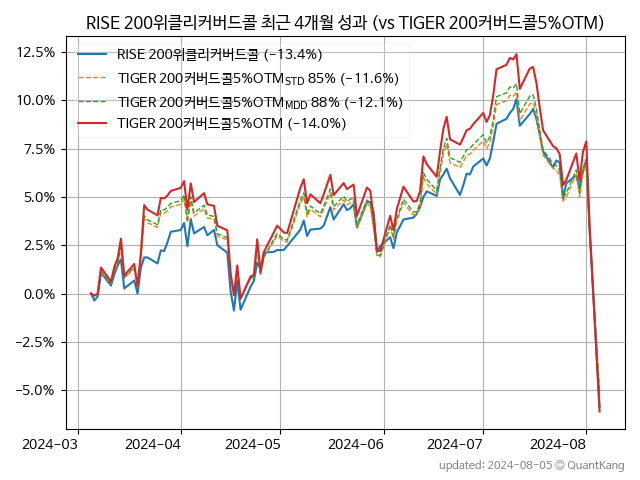 RISE 200위클리커버드콜 최근 4개월 성과 (vs TIGER 200커버드콜5%OTM)
RISE 200위클리커버드콜 (−13.4%)
TIGER 200커버드콜5%OTM STD 85% (−11.6%)
TIGER 200커버드콜5%OTM MDD 88% (−12.1%)
TIGER 200커버드콜5%OTM (−14.0%)
12.5%
10.0%
7.5%
5.0%
2.5%
0.0%
−2.5%
−5.0%
2024-03 2024-04 2024-05 2024-06 2024-07 2024-08
updated: 2024-08-05 © QuantKang